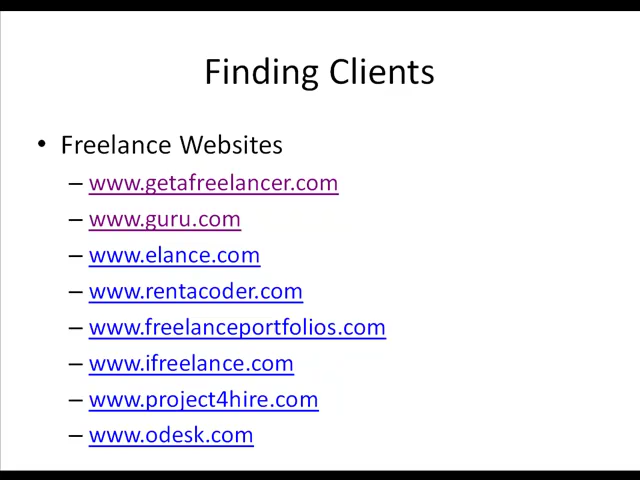 Finding Clients
• Freelance Websites
– www.getafreelancer.com
– www.guru.com
– www.elance.com
– www.rentacoder.com
– www.freelanceportfolios.com
– www.ifreelance.com
– www.project4hire.com
– www.odesk.com